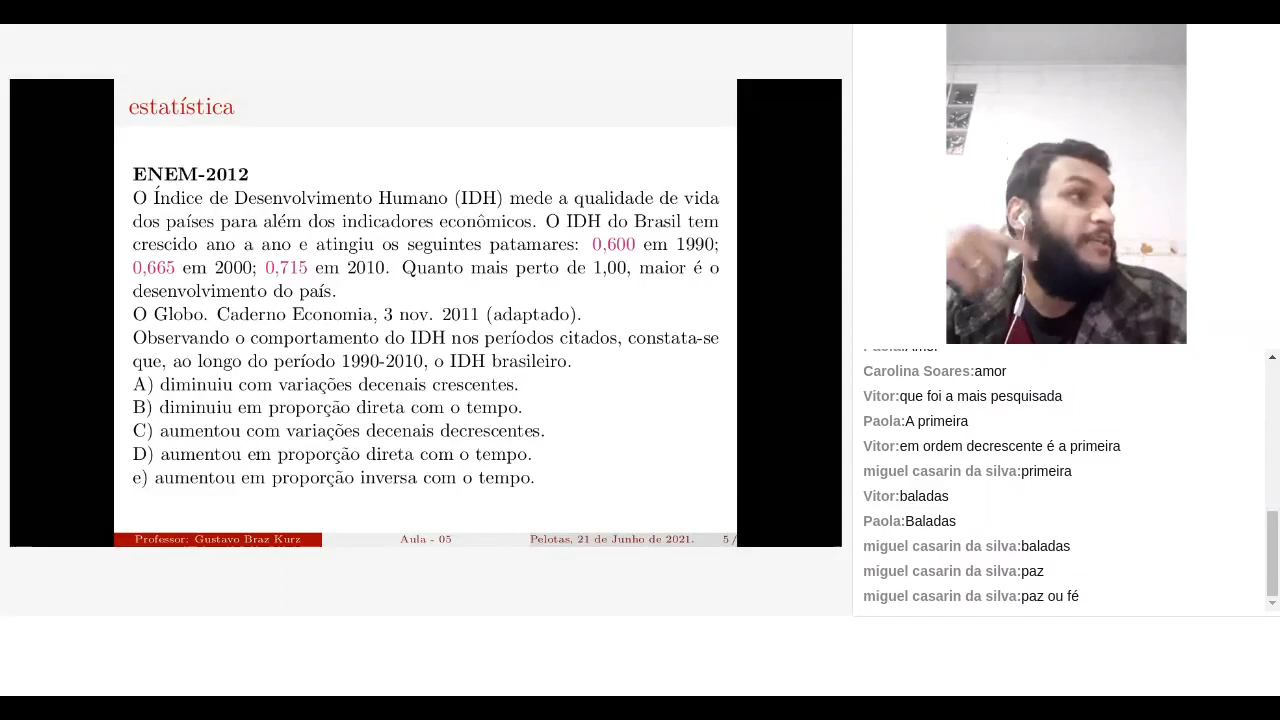 estatística
ENEM-2012
O Índice de Desenvolvimento Humano (IDH) mede a qualidade de vida
dos países para além dos indicadores econômicos. O IDH do Brasil tem
crescido ano a ano e atingiu os seguintes patamares: 0,600 em 1990;
0,665 em 2000; 0,715 em 2010. Quanto mais perto de 1,00, maior é o
desenvolvimento do país.
O Globo. Caderno Economia, 3 nov. 2011 (adaptado).
Observando o comportamento do IDH nos períodos citados, constata-se
que, ao longo do período 1990-2010, o IDH brasileiro.
A) diminuiu com variações decenais crescentes.
B) diminuiu em proporção direta com o tempo.
C) aumentou com variações decenais decrescentes.
D) aumentou em proporção direta com o tempo.
e) aumentou em proporção inversa com o tempo.
Professor: Gustavo Braz Kurz Aula - 05 Pelotas, 21 de Junho de 2021. 5 /
Carolina Soares:amor
Vitor:que foi a mais pesquisada
Paola:A primeira
Vitor:em ordem decrescente é a primeira
miguel casarin da silva:primeira
Vitor:baladas
Paola:Baladas
miguel casarin da silva:baladas
miguel casarin da silva:paz
miguel casarin da silva:paz ou fé